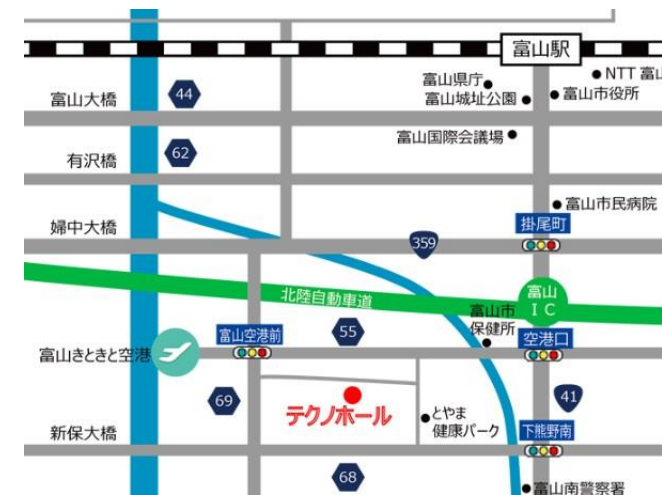 富山駅
NTT 富山
富山県庁
富山市役所
富山大橋
44
富山城址公園
富山国際会議場
有沢橋
62
富山市民病院
婦中大橋
掛尾町
359
北陸自動車道
富山
IC
富山市
保健所
富山空港前
55
空港口
富山きときと空港
69
テクノホール
41
とやま
健康パーク
新保大橋
下熊野南
68
富山南警察署